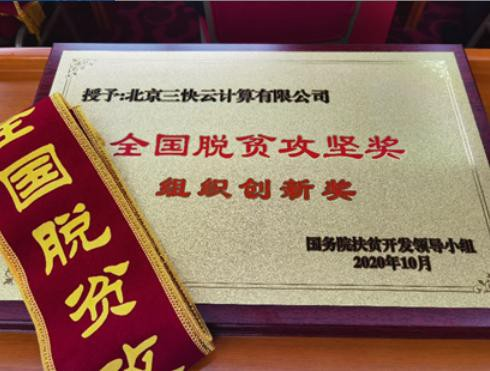 授予:北京三快云计算有限公司
全国脱贫攻坚奖
组织创新奖
国务院扶贫开发领导小组
2020年10月
全国脱贫攻